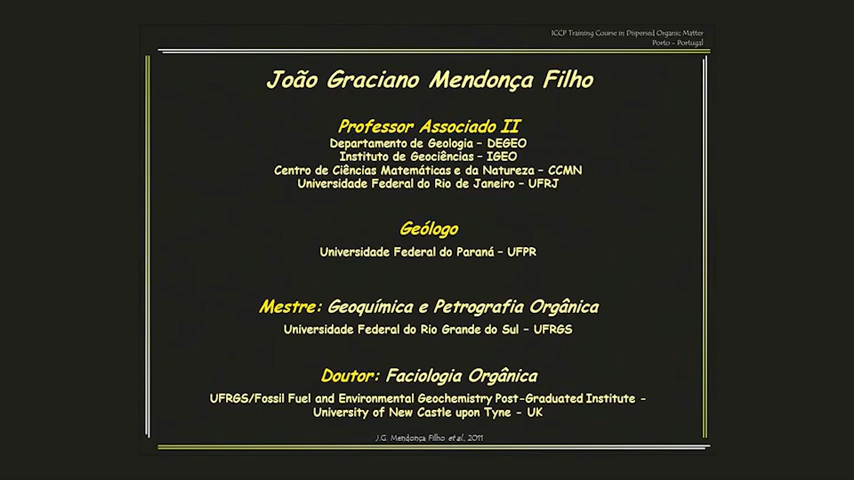 ICCP Training Course in Dispersed Organic Matter
Porto - Portugal
João Graciano Mendonça Filho
Professor Associado II
Departamento de Geologia - DEGEO
Instituto de Geociências - IGEO
Centro de Ciências Matemáticas e da Natureza - CCMN
Universidade Federal do Rio de Janeiro - UFRJ
Geólogo
Universidade Federal do Paraná - UFPR
Mestre: Geoquímica e Petrografia Orgânica
Universidade Federal do Rio Grande do Sul - UFRGS
Doutor: Faciologia Orgânica
UFRGS/Fossil Fuel and Environmental Geochemistry Post-Graduated Institute -
University of New Castle upon Tyne - UK
J.G. Mendonça Filho et al., 2011